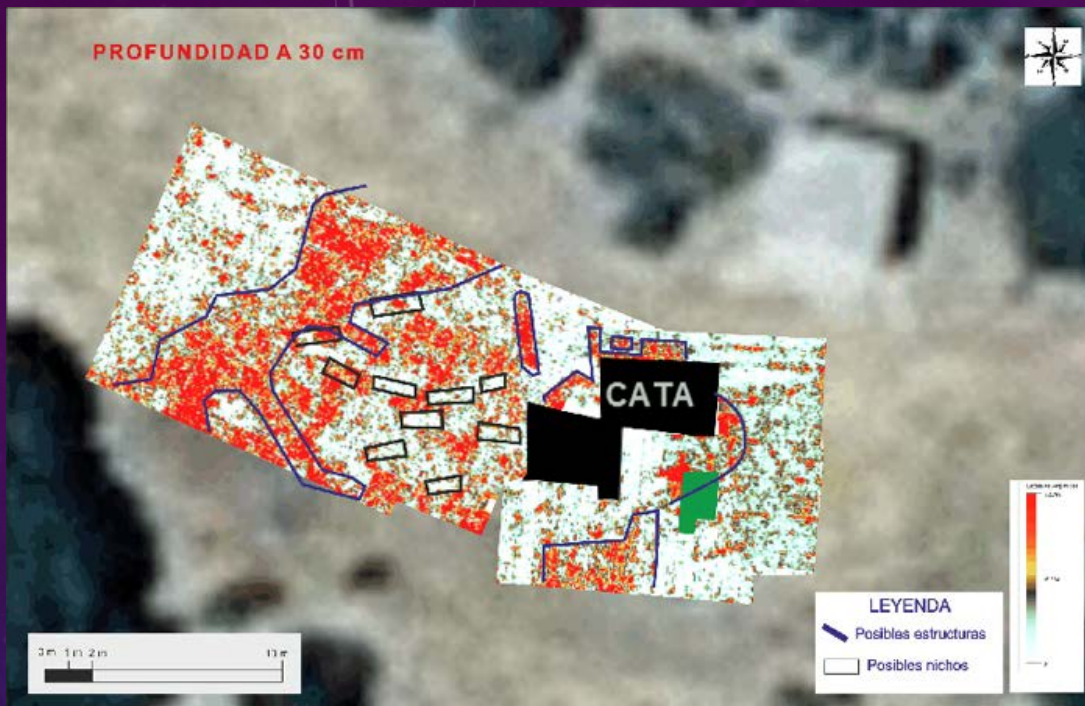 PROFUNDIDAD A 30 cm
CATA
LEYENDA
Posibles estructuras
Posibles nichos
0 m 1 m 2 m 10 m